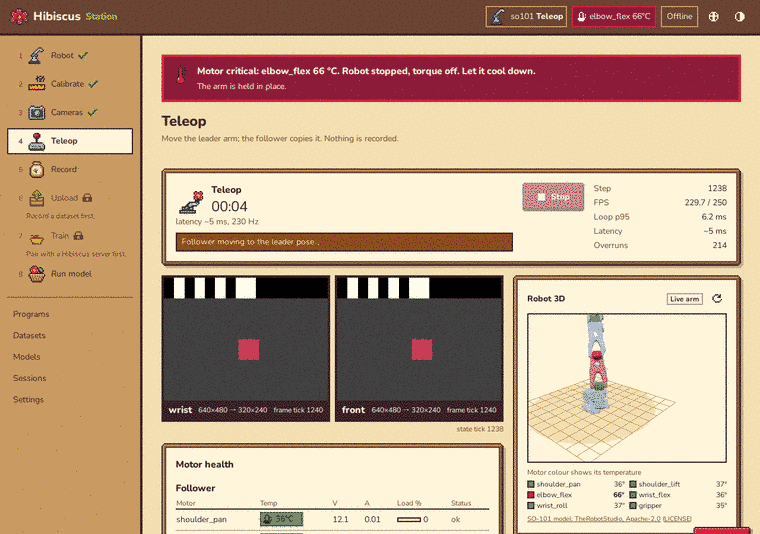 Hibiscus Station
so101 Teleop
elbow_flex 66°C
Offline
1 Robot
2 Calibrate
3 Cameras
4 Teleop
5 Record
6 Upload
Record a dataset first.
7 Train
Pair with a Hibiscus server first.
8 Run model
Programs
Datasets
Models
Sessions
Settings
Motor critical: elbow_flex 66 °C. Robot stopped, torque off. Let it cool down.
The arm is held in place.
Teleop
Move the leader arm; the follower copies it. Nothing is recorded.
Teleop
00:04
latency ~5 ms, 230 Hz
Follower moving to the leader pose .
Stop
Step 1238
FPS 229.7 / 250
Loop p95 6.2 ms
Latency ~5 ms
Overruns 214
wrist 640×480 → 320×240 frame tick 1240
front 640×480 → 320×240 frame tick 1240
state tick 1238
Motor health
Follower
Motor Temp V A Load % Status
shoulder_pan 36°C 12.1 0.01 0 ok
Robot 3D
Live arm
Motor colour shows its temperature
shoulder_pan 36° shoulder_lift 37°
elbow_flex 66° wrist_flex 36°
wrist_roll 37° gripper 35°
SO-101 model: TheRobotStudio, Apache-2.0 (LICENSE)